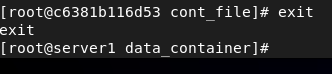 [root@c6381b116d53 cont_file]# exit
exit
[root@server1 data_container]#